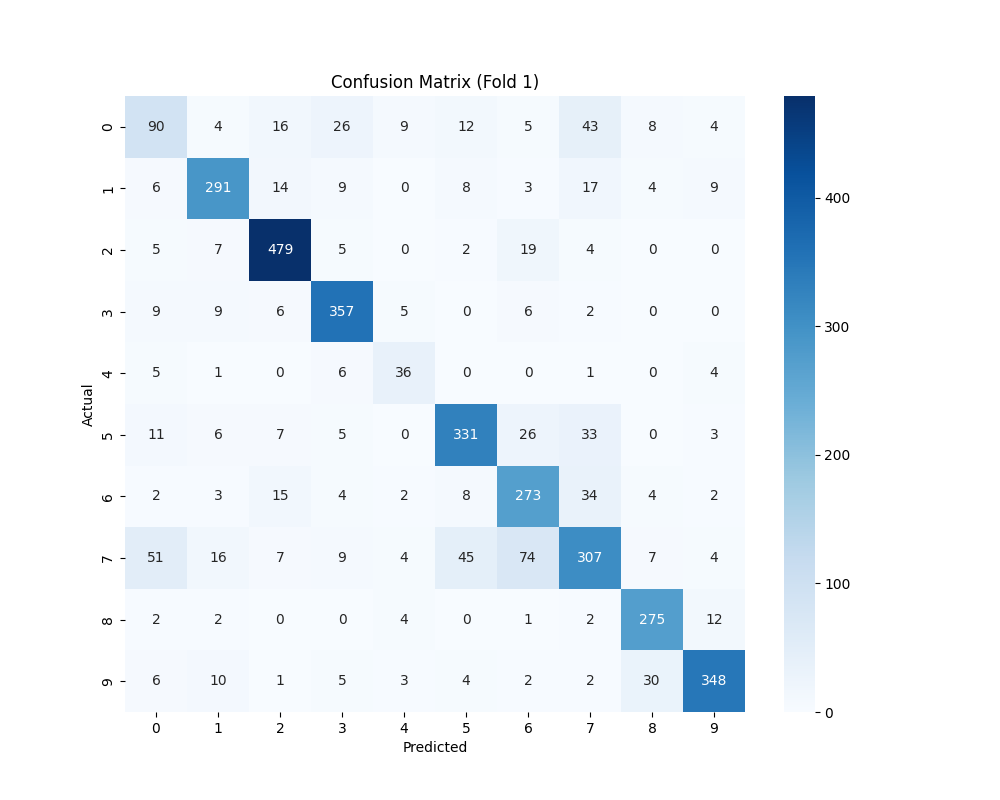 Confusion Matrix (Fold 1)
0 90 4 16 26 9 12 5 43 8 4
1 6 291 14 9 0 8 3 17 4 9
2 5 7 479 5 0 2 19 4 0 0
3 9 9 6 357 5 0 6 2 0 0
4 5 1 0 6 36 0 0 1 0 4
5 11 6 7 5 0 331 26 33 0 3
6 2 3 15 4 2 8 273 34 4 2
7 51 16 7 9 4 45 74 307 7 4
8 2 2 0 0 4 0 1 2 275 12
9 6 10 1 5 3 4 2 2 30 348
0 1 2 3 4 5 6 7 8 9
Predicted
Actual
400
300
200
100
0